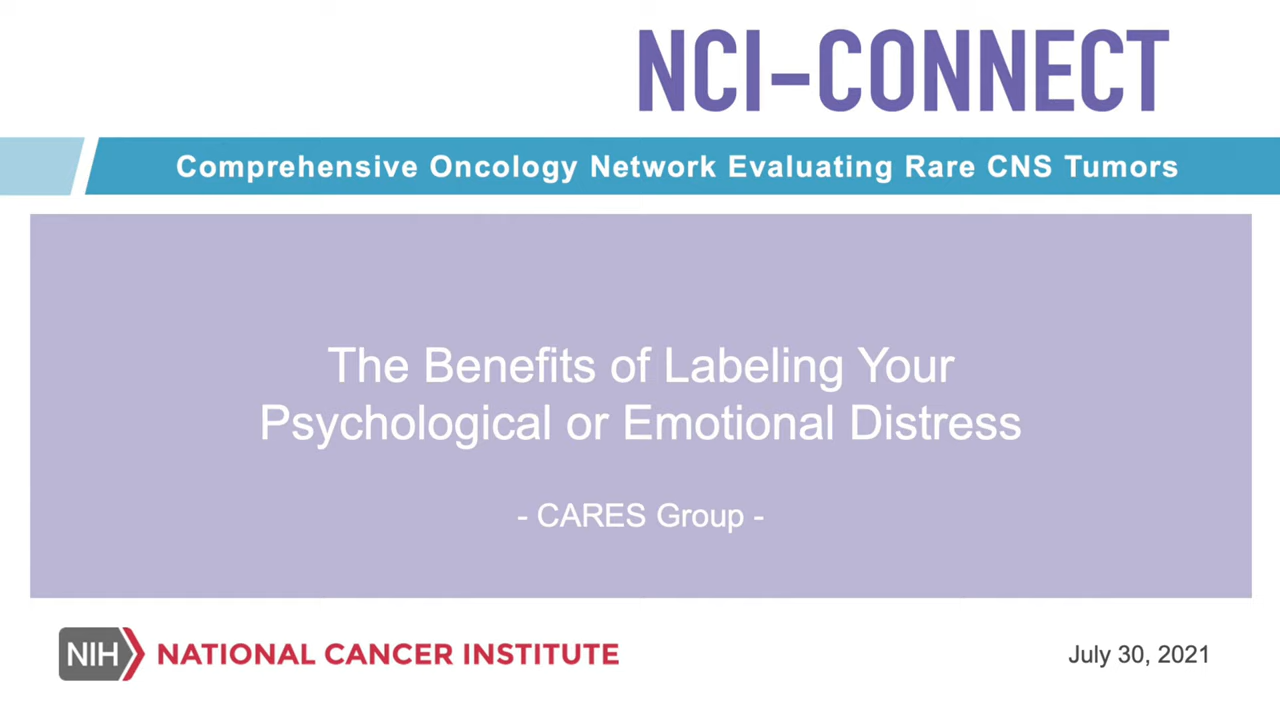 NCI-CONNECT
Comprehensive Oncology Network Evaluating Rare CNS Tumors
The Benefits of Labeling Your
Psychological or Emotional Distress
- CARES Group -
NIH NATIONAL CANCER INSTITUTE
July 30, 2021